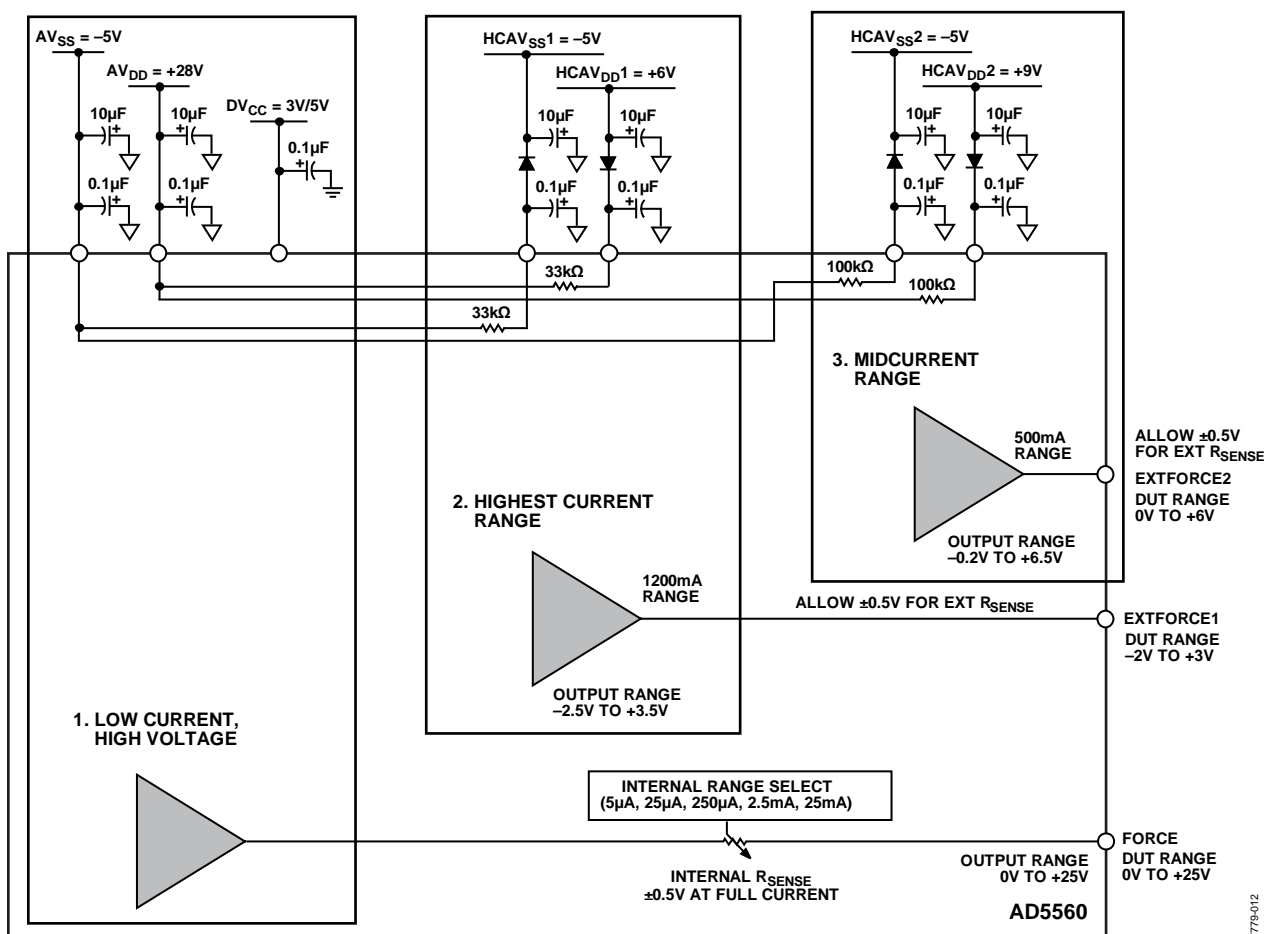 AVSS = –5V
AVDD = +28V
DVCC = 3V/5V
10µF
10µF
0.1µF
0.1µF
0.1µF
HCAVSS1 = –5V
HCAVDD1 = +6V
10µF
10µF
0.1µF
0.1µF
HCAVSS2 = –5V
HCAVDD2 = +9V
10µF
10µF
0.1µF
0.1µF
33kΩ
33kΩ
100kΩ
100kΩ
3. MIDCURRENT
RANGE
500mA
RANGE
OUTPUT RANGE
–0.2V TO +6.5V
ALLOW ±0.5V
FOR EXT RSENSE
EXTFORCE2
DUT RANGE
0V TO +6V
2. HIGHEST CURRENT
RANGE
1200mA
RANGE
OUTPUT RANGE
–2.5V TO +3.5V
ALLOW ±0.5V FOR EXT RSENSE
EXTFORCE1
DUT RANGE
–2V TO +3V
1. LOW CURRENT,
HIGH VOLTAGE
INTERNAL RANGE SELECT
(5µA, 25µA, 250µA, 2.5mA, 25mA)
INTERNAL RSENSE
±0.5V AT FULL CURRENT
OUTPUT RANGE
0V TO +25V
FORCE
DUT RANGE
0V TO +25V
AD5560
779-012